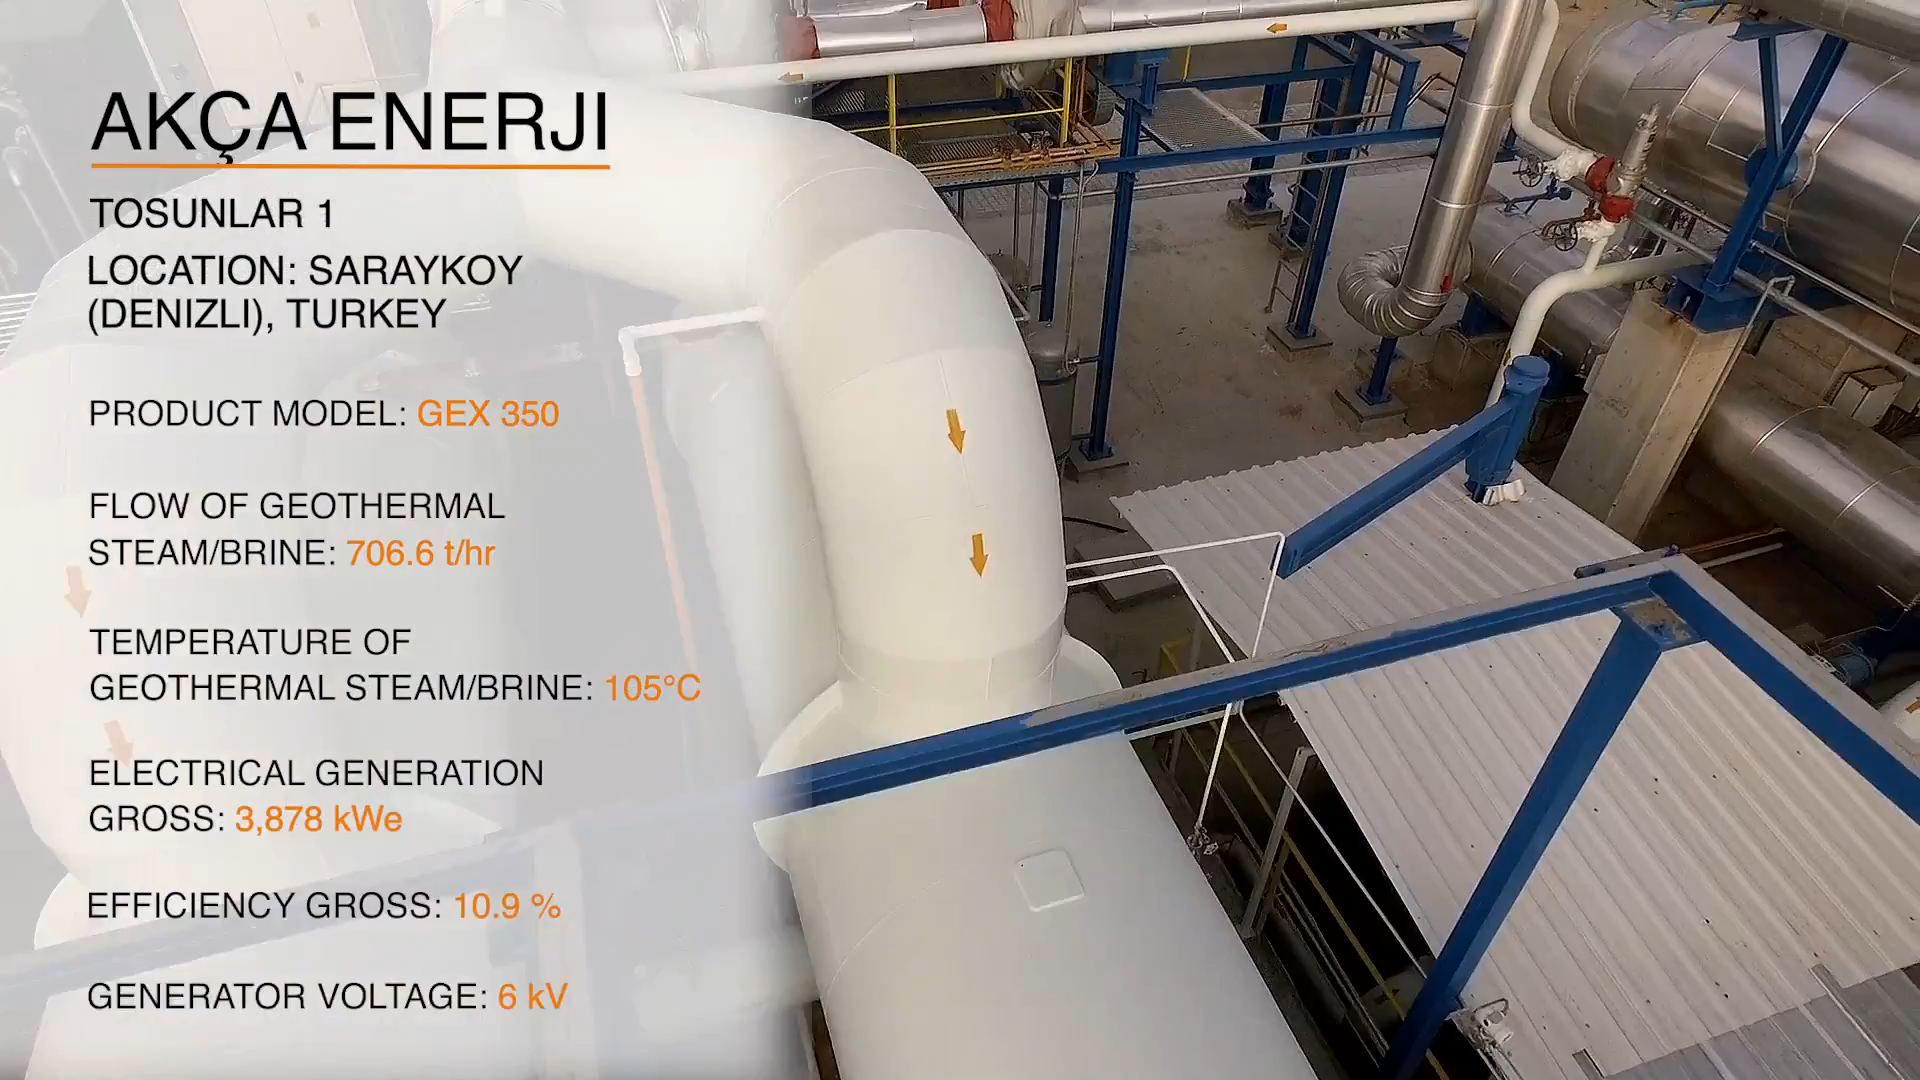 AKÇA ENERJI
TOSUNLAR 1
LOCATION: SARAYKOY
(DENIZLI), TURKEY
PRODUCT MODEL: GEX 350
FLOW OF GEOTHERMAL
STEAM/BRINE: 706.6 t/hr
TEMPERATURE OF
GEOTHERMAL STEAM/BRINE: 105°C
ELECTRICAL GENERATION
GROSS: 3,878 kWe
EFFICIENCY GROSS: 10.9 %
GENERATOR VOLTAGE: 6 kV